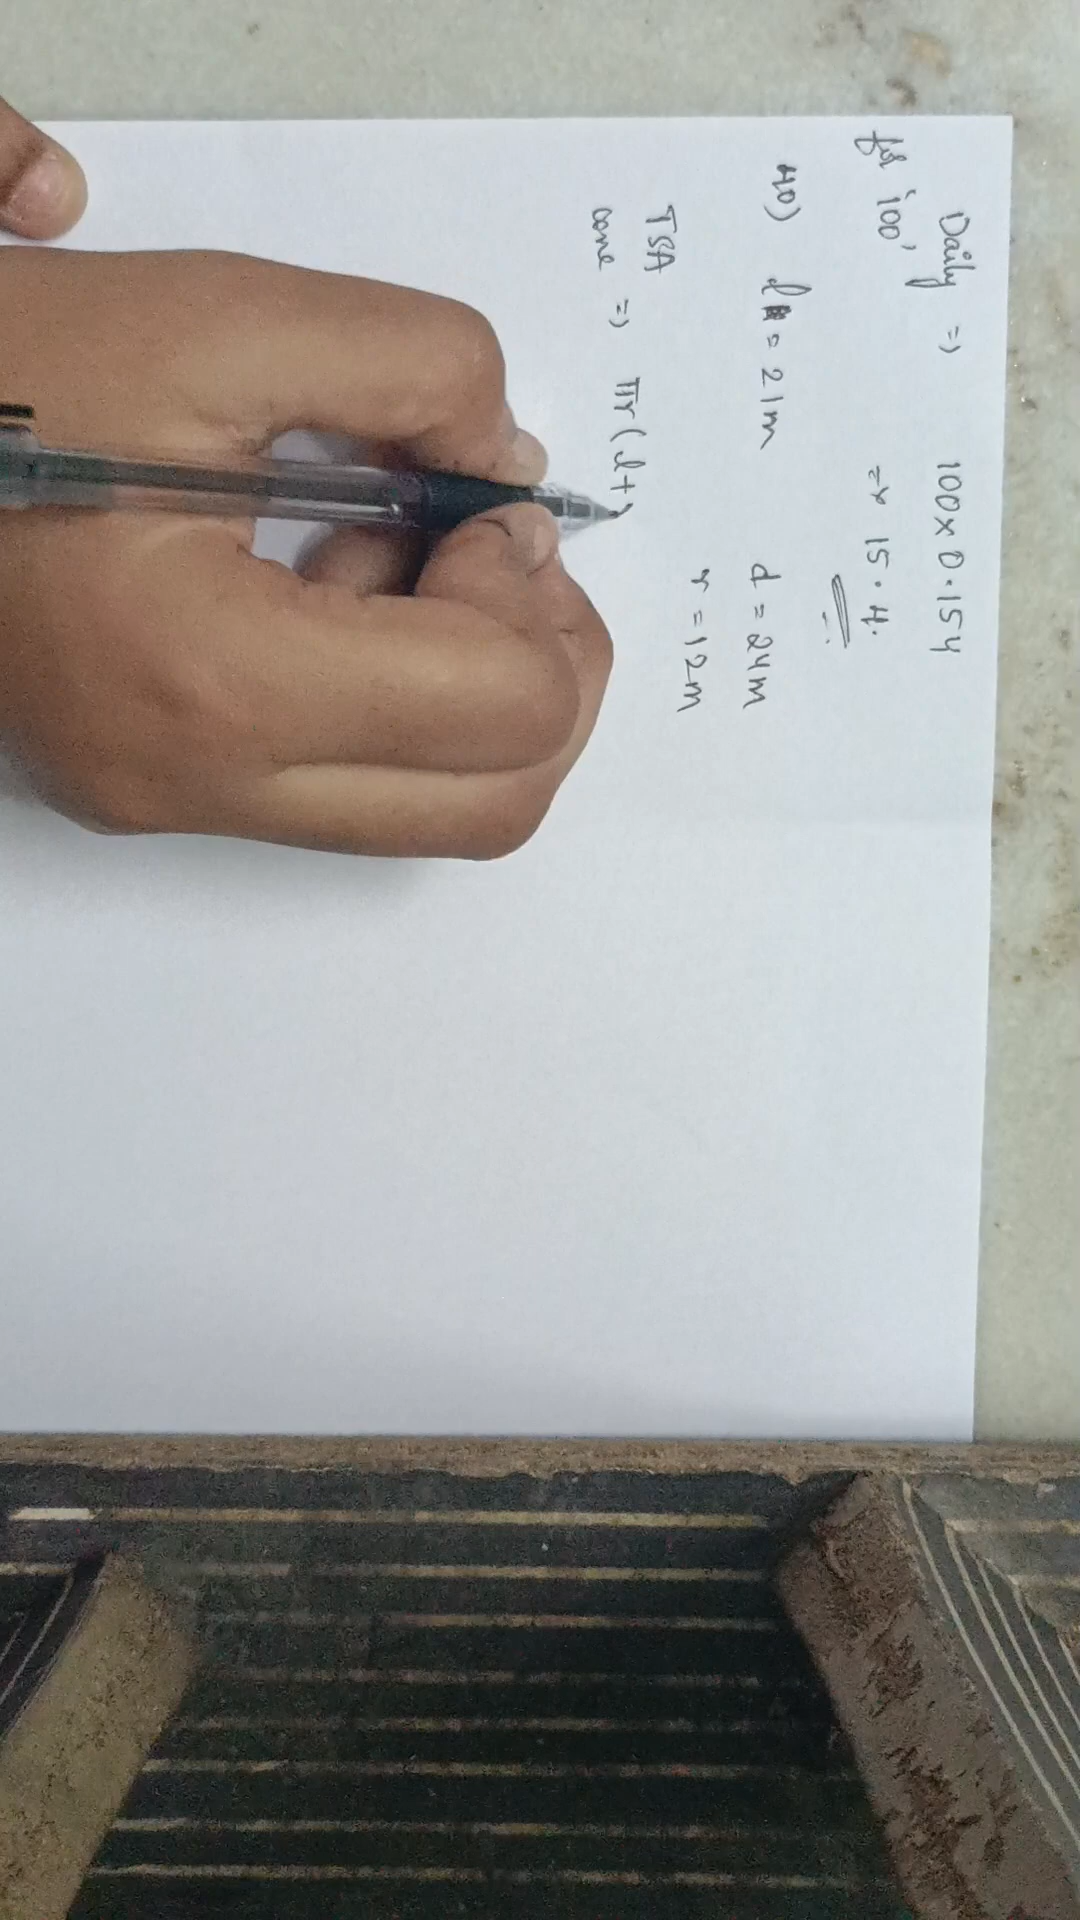 Daily => 100 x 0.154
for '100' => 15.4.
40) l = 21m d = 24m
r = 12m
TSA
cone => πr(l+